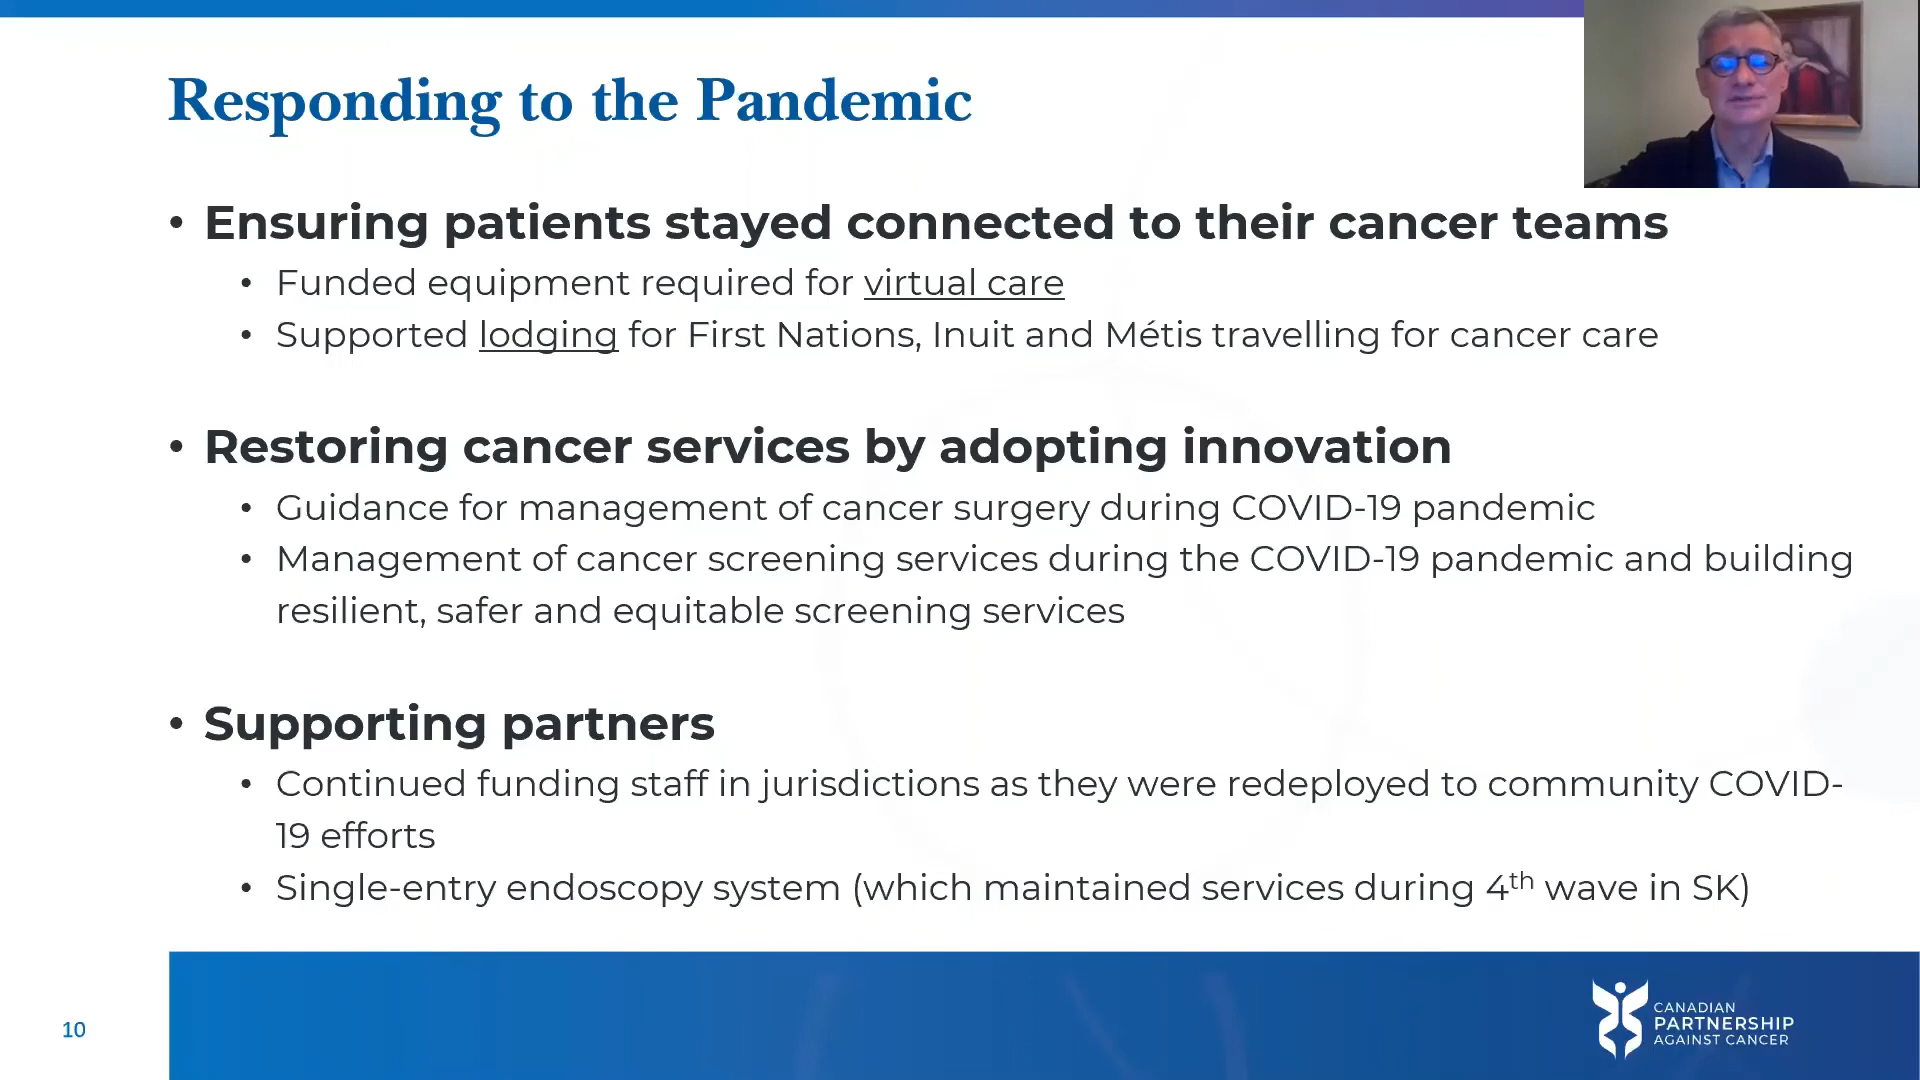 Responding to the Pandemic
• Ensuring patients stayed connected to their cancer teams
• Funded equipment required for virtual care
• Supported lodging for First Nations, Inuit and Métis travelling for cancer care
• Restoring cancer services by adopting innovation
• Guidance for management of cancer surgery during COVID-19 pandemic
• Management of cancer screening services during the COVID-19 pandemic and building
resilient, safer and equitable screening services
• Supporting partners
• Continued funding staff in jurisdictions as they were redeployed to community COVID-
19 efforts
• Single-entry endoscopy system (which maintained services during 4th wave in SK)
10
CANADIAN
PARTNERSHIP
AGAINST CANCER